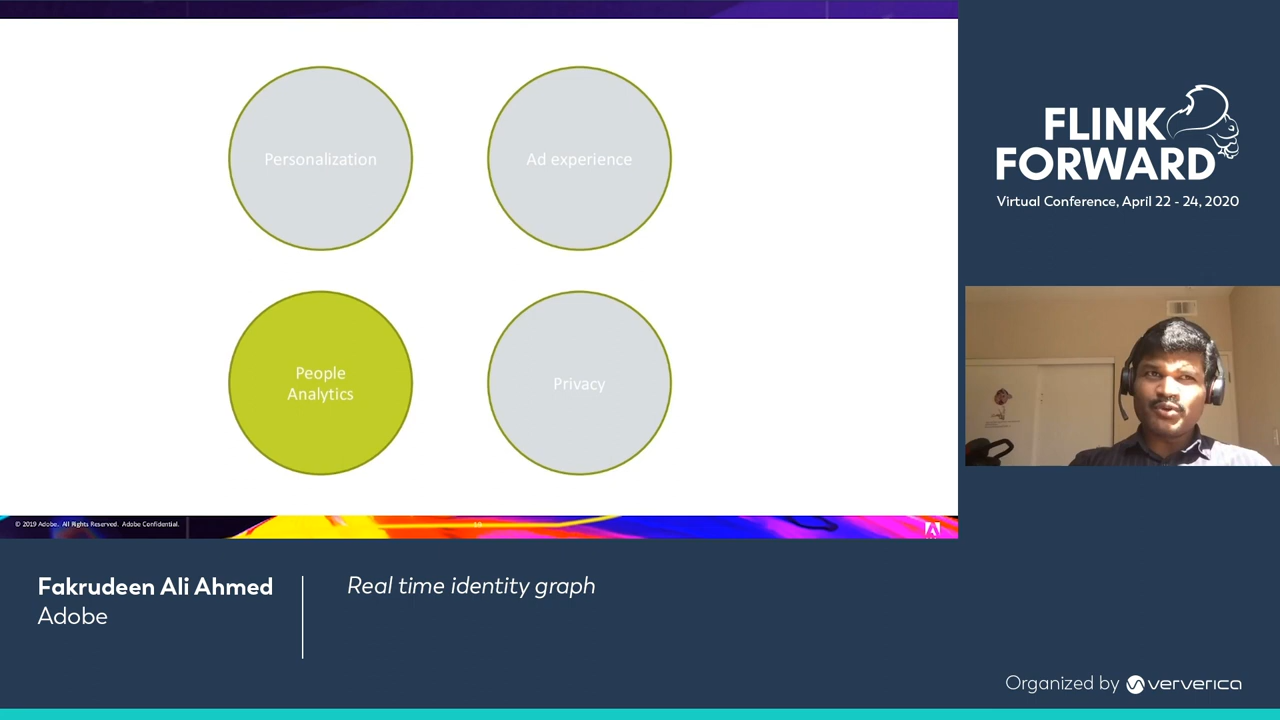 Personalization
Ad experience
People
Analytics
Privacy
© 2019 Adobe. All Rights Reserved. Adobe Confidential.
FLINK
FORWARD
Virtual Conference, April 22 - 24, 2020
Fakrudeen Ali Ahmed
Adobe
Real time identity graph
Organized by ververica